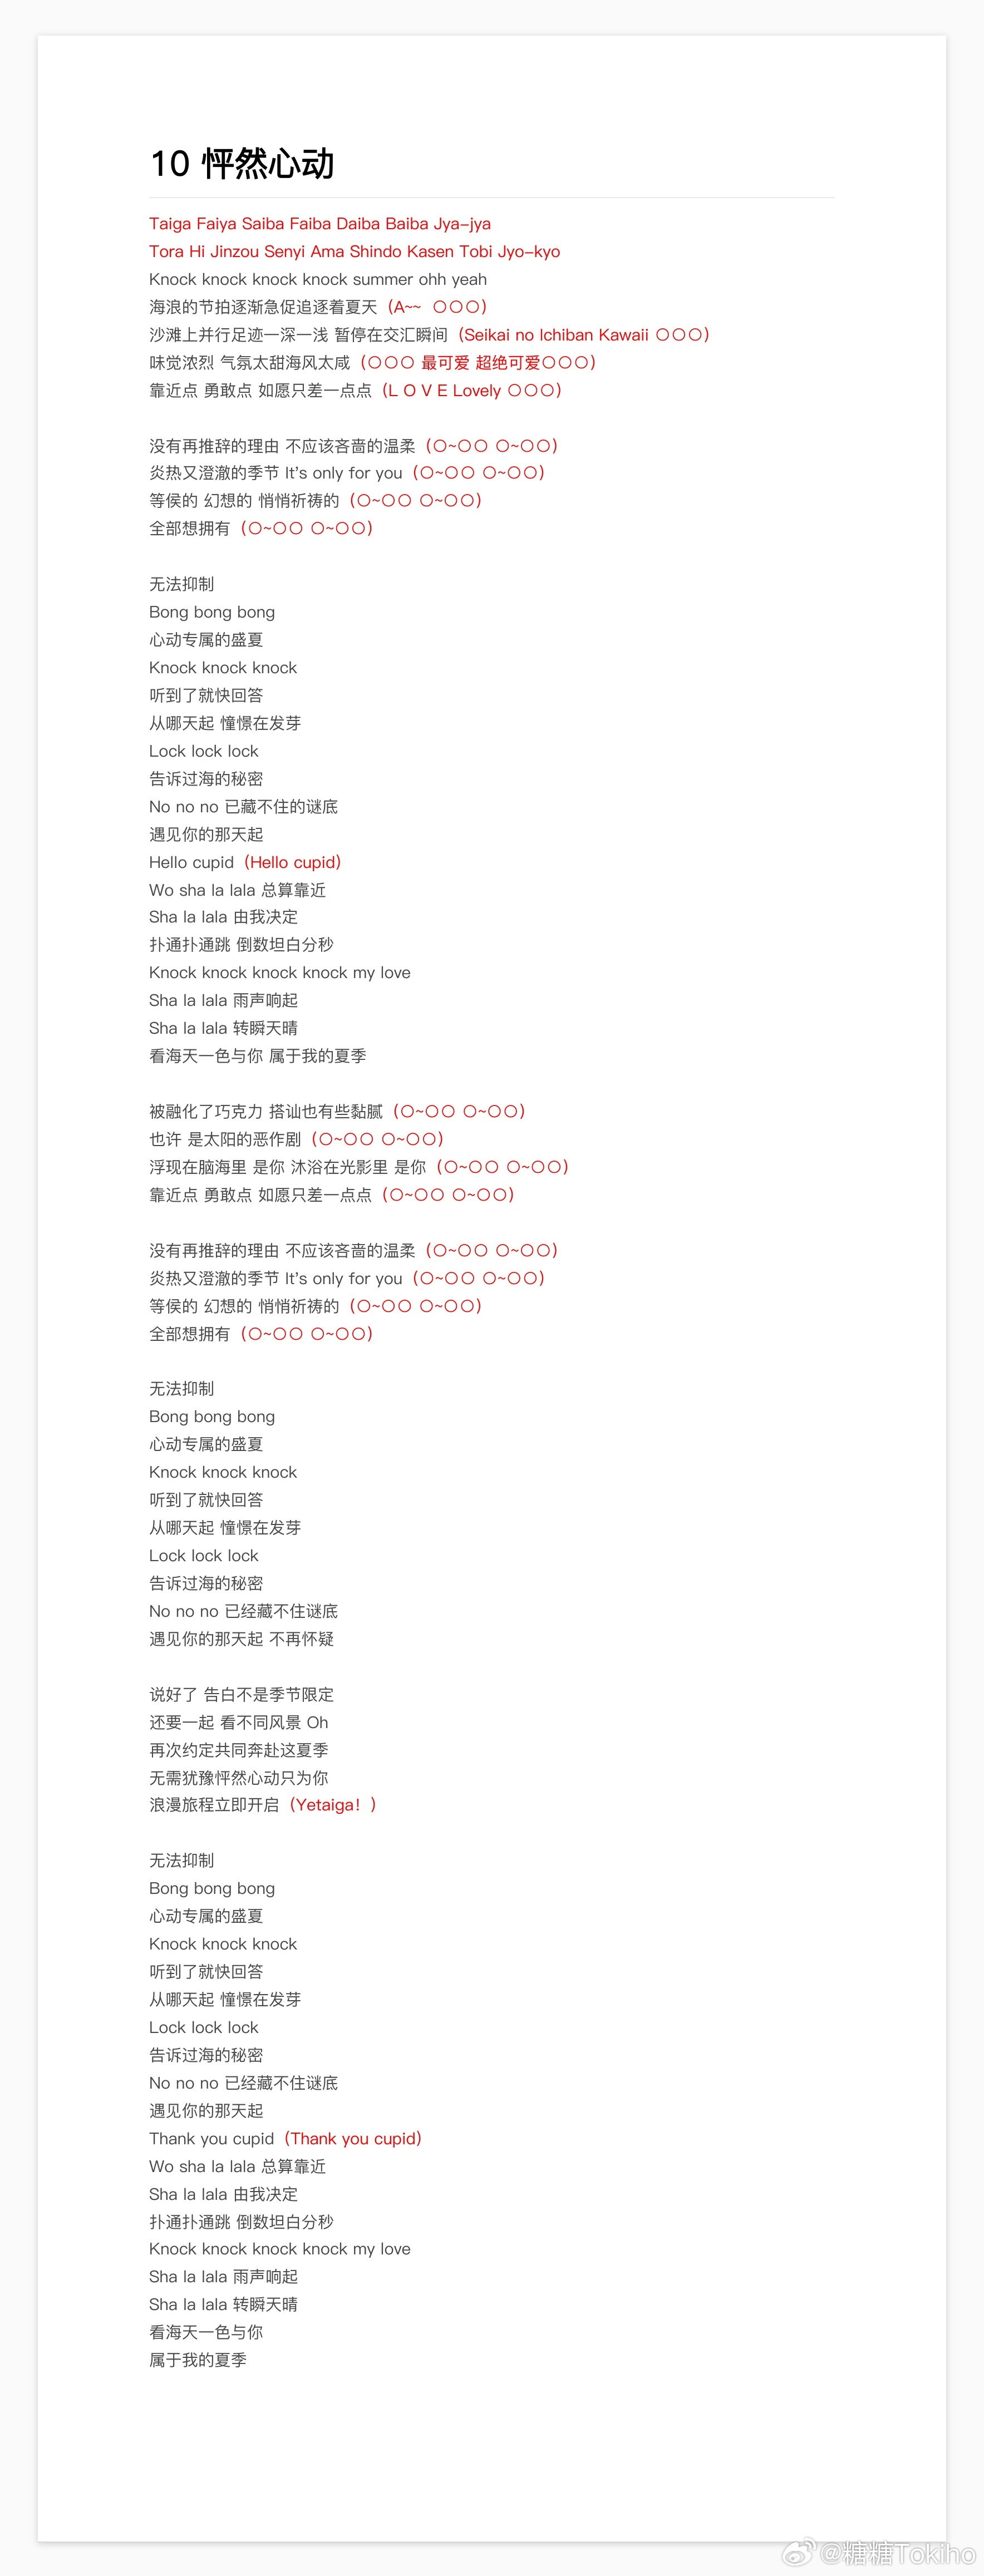 10 怦然心动
Taiga Faiya Saiba Faiba Daiba Baiba Jya-jya
Tora Hi Jinzou Senyi Ama Shindo Kasen Tobi Jyo-kyo
Knock knock knock knock summer ohh yeah
海浪的节拍逐渐急促追逐着夏天（A~~ 〇〇〇）
沙滩上并行足迹一深一浅 暂停在交汇瞬间（Seikai no Ichiban Kawaii 〇〇〇）
味觉浓烈 气氛太甜海风太咸（〇〇〇 最可爱 超绝可爱〇〇〇）
靠近点 勇敢点 如愿只差一点点（L O V E Lovely 〇〇〇）
没有再推辞的理由 不应该吝啬的温柔（〇~〇〇 〇~〇〇）
炎热又澄澈的季节 It's only for you（〇~〇〇 〇~〇〇）
等侯的 幻想的 悄悄祈祷的（〇~〇〇 〇~〇〇）
全部想拥有（〇~〇〇 〇~〇〇）
无法抑制
Bong bong bong
心动专属的盛夏
Knock knock knock
听到了就快回答
从哪天起 憧憬在发芽
Lock lock lock
告诉过海的秘密
No no no 已藏不住的谜底
遇见你的那天起
Hello cupid（Hello cupid）
Wo sha la lala 总算靠近
Sha la lala 由我决定
扑通扑通跳 倒数坦白分秒
Knock knock knock knock my love
Sha la lala 雨声响起
Sha la lala 转瞬天晴
看海天一色与你 属于我的夏季
被融化了巧克力 搭讪也有些黏腻（〇~〇〇 〇~〇〇）
也许 是太阳的恶作剧（〇~〇〇 〇~〇〇）
浮现在脑海里 是你 沐浴在光影里 是你（〇~〇〇 〇~〇〇）
靠近点 勇敢点 如愿只差一点点（〇~〇〇 〇~〇〇）
没有再推辞的理由 不应该吝啬的温柔（〇~〇〇 〇~〇〇）
炎热又澄澈的季节 It's only for you（〇~〇〇 〇~〇〇）
等侯的 幻想的 悄悄祈祷的（〇~〇〇 〇~〇〇）
全部想拥有（〇~〇〇 〇~〇〇）
无法抑制
Bong bong bong
心动专属的盛夏
Knock knock knock
听到了就快回答
从哪天起 憧憬在发芽
Lock lock lock
告诉过海的秘密
No no no 已经藏不住谜底
遇见你的那天起 不再怀疑
说好了 告白不是季节限定
还要一起 看不同风景 Oh
再次约定共同奔赴这夏季
无需犹豫怦然心动只为你
浪漫旅程立即开启（Yetaiga！）
无法抑制
Bong bong bong
心动专属的盛夏
Knock knock knock
听到了就快回答
从哪天起 憧憬在发芽
Lock lock lock
告诉过海的秘密
No no no 已经藏不住谜底
遇见你的那天起
Thank you cupid（Thank you cupid）
Wo sha la lala 总算靠近
Sha la lala 由我决定
扑通扑通跳 倒数坦白分秒
Knock knock knock knock my love
Sha la lala 雨声响起
Sha la lala 转瞬天晴
看海天一色与你
属于我的夏季
@糖糖Tokiho